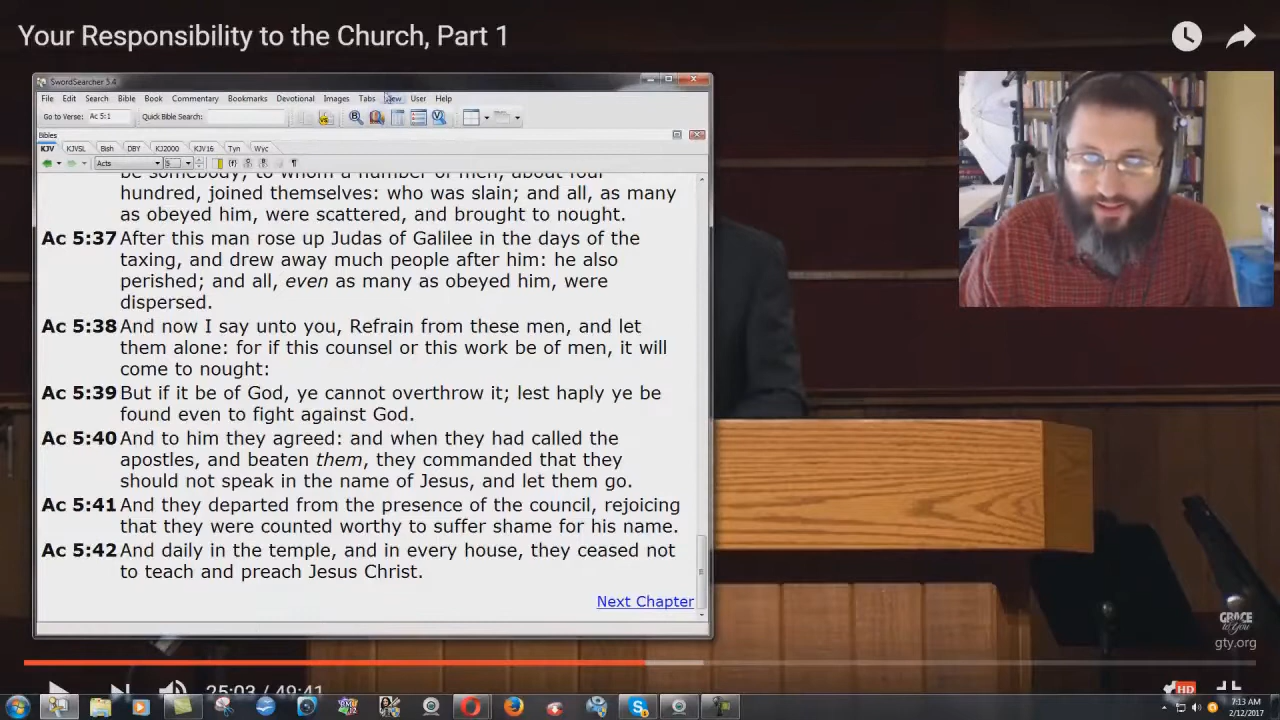 Your Responsibility to the Church, Part 1
SwordSearcher 5.4
File Edit Search Bible Book Commentary Bookmarks Devotional Images Tabs View User Help
Go to Verse: Ac 5:1 Quick Bible Search:
Bibles
KJV KJVSL Bish DBY KJ2000 KJV16 Tyn Wyc
Acts 5
be somebody; to whom a number of men, about four
hundred, joined themselves: who was slain; and all, as many
as obeyed him, were scattered, and brought to nought.
Ac 5:37 After this man rose up Judas of Galilee in the days of the
taxing, and drew away much people after him: he also
perished; and all, even as many as obeyed him, were
dispersed.
Ac 5:38 And now I say unto you, Refrain from these men, and let
them alone: for if this counsel or this work be of men, it will
come to nought:
Ac 5:39 But if it be of God, ye cannot overthrow it; lest haply ye be
found even to fight against God.
Ac 5:40 And to him they agreed: and when they had called the
apostles, and beaten them, they commanded that they
should not speak in the name of Jesus, and let them go.
Ac 5:41 And they departed from the presence of the council, rejoicing
that they were counted worthy to suffer shame for his name.
Ac 5:42 And daily in the temple, and in every house, they ceased not
to teach and preach Jesus Christ.
Next Chapter
GRACE
to You
gty.org
25:03 / 49:41
HD
7:13 AM
2/12/2017